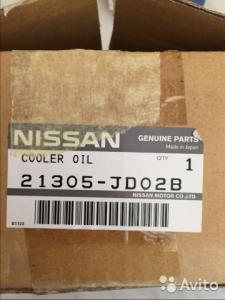 NISSAN
GENUINE PARTS
Made in Japan
COOLER OIL
QTY
1
21305-JD02B
NISSAN MOTOR CO.,LTD.
Avito